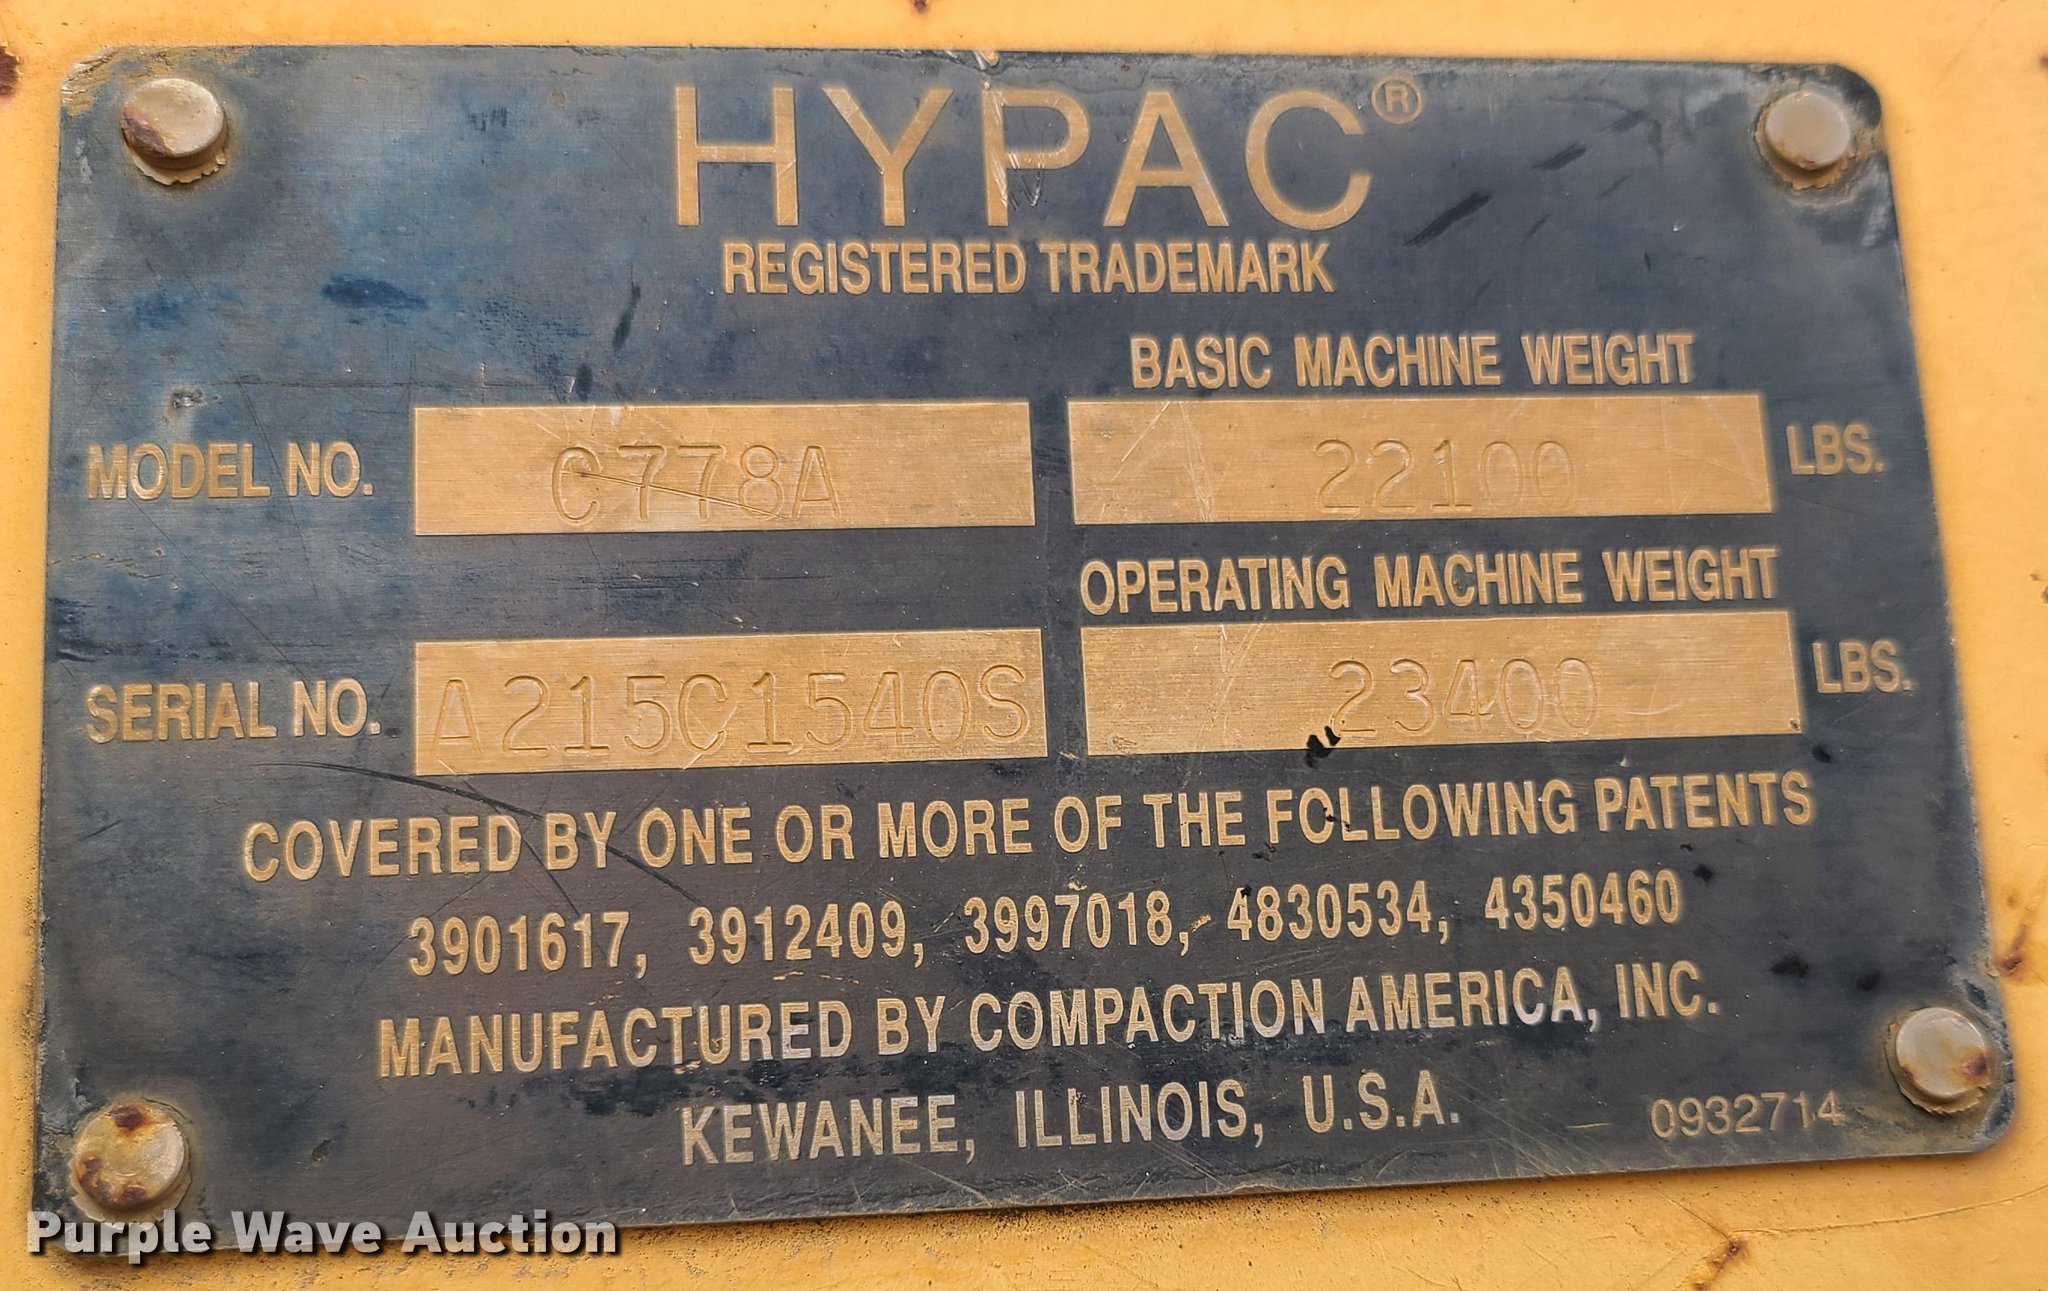 HYPAC®
REGISTERED TRADEMARK
BASIC MACHINE WEIGHT
MODEL NO. C778A 22100 LBS.
OPERATING MACHINE WEIGHT
SERIAL NO. A215C1540S 23400 LBS.
COVERED BY ONE OR MORE OF THE FOLLOWING PATENTS
3901617, 3912409, 3997018, 4830534, 4350460
MANUFACTURED BY COMPACTION AMERICA, INC.
KEWANEE, ILLINOIS, U.S.A.
0932714
Purple Wave Auction